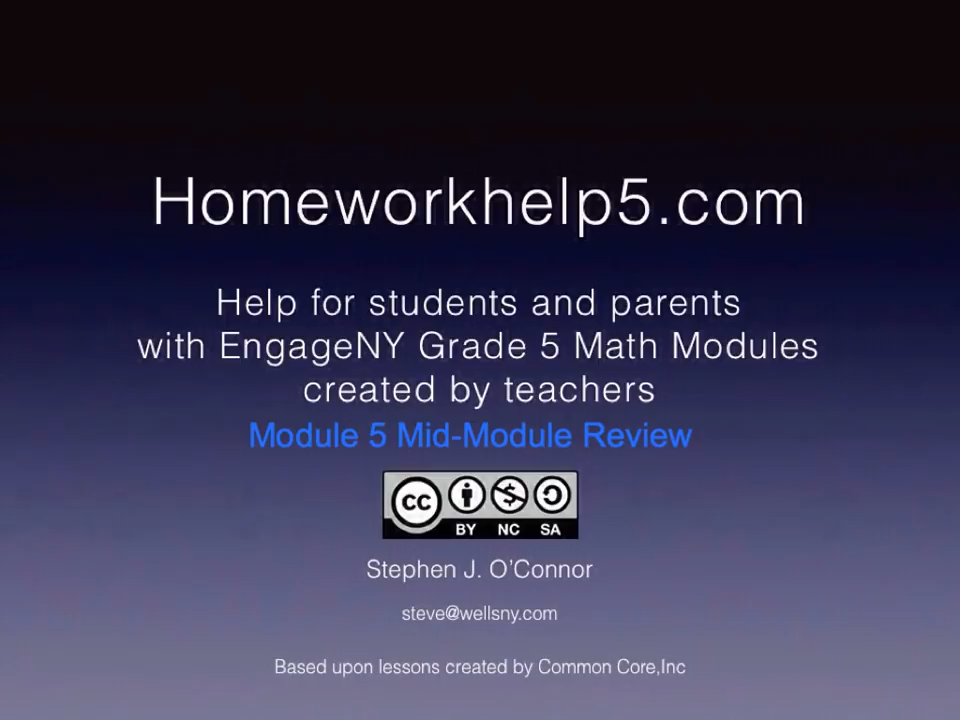 Homeworkhelp5.com
Help for students and parents
with EngageNY Grade 5 Math Modules
created by teachers
Module 5 Mid-Module Review
cc
BY NC SA
Stephen J. O'Connor
steve@wellsny.com
Based upon lessons created by Common Core,Inc